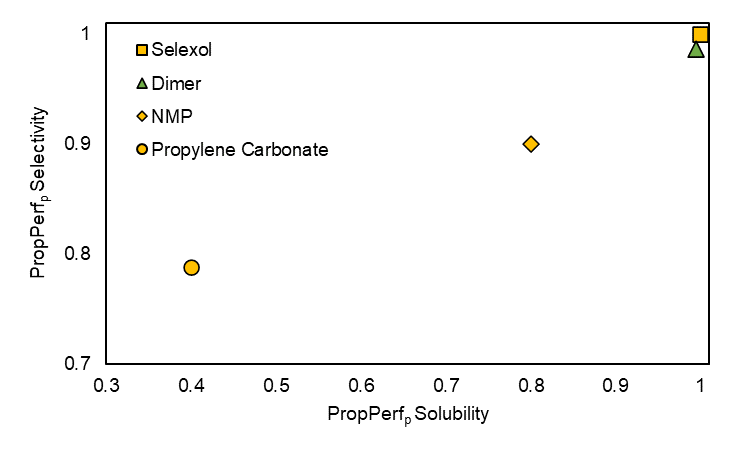 1
0.9
0.8
0.7
PropPerfp Selectivity
Selexol
Dimer
NMP
Propylene Carbonate
0.3 0.4 0.5 0.6 0.7 0.8 0.9 1
PropPerfp Solubility